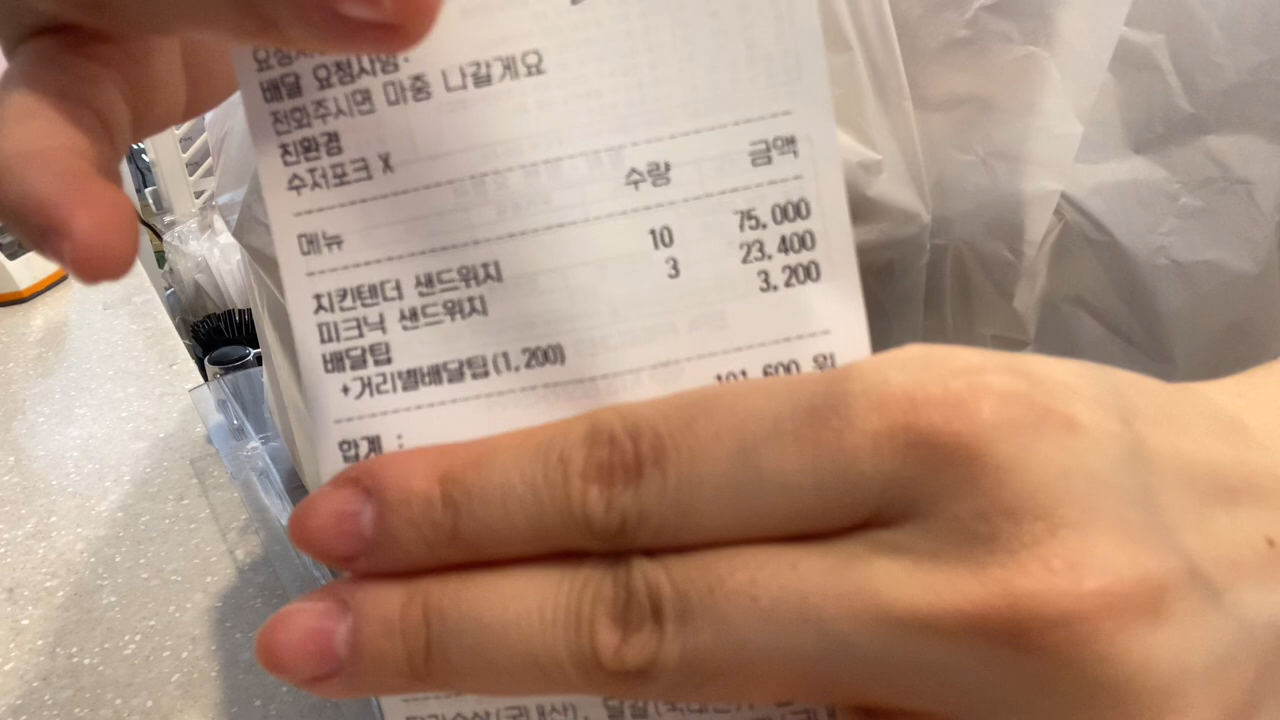 배달 요청사항:
전화주시면 마중 나갈게요
친환경
수저포크 X
메뉴 수량 금액
치킨텐더 샌드위치 10 75,000
피크닉 샌드위치 3 23,400
배달팁 3,200
+거리별배달팁(1,200)
합계 : 101,600 원